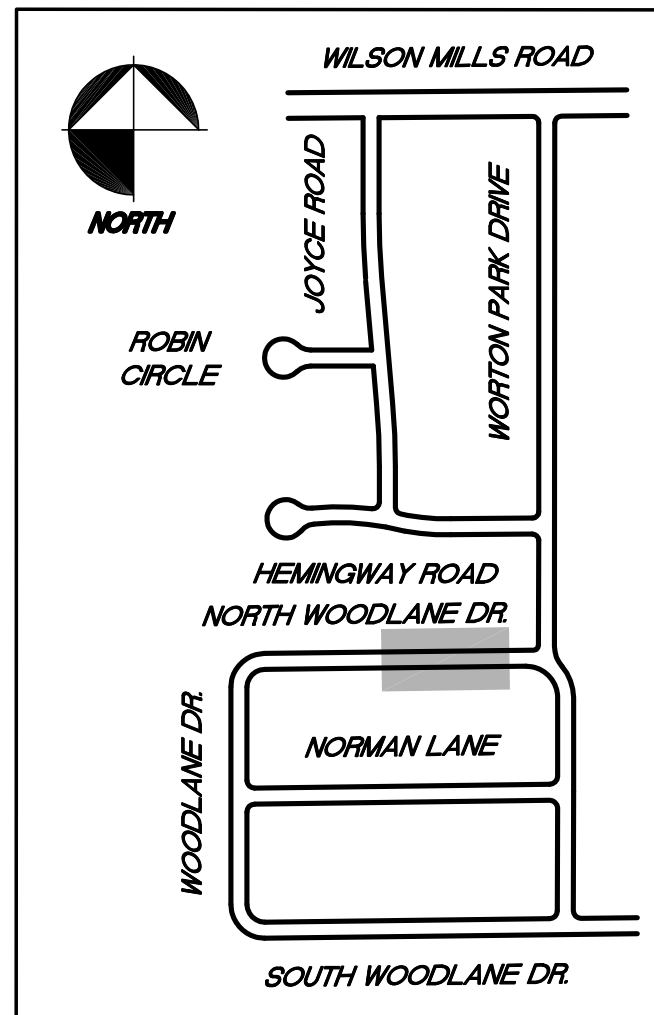 WILSON MILLS ROAD
NORTH
JOYCE ROAD
WORTON PARK DRIVE
ROBIN
CIRCLE
HEMINGWAY ROAD
NORTH WOODLANE DR.
WOODLANE DR.
NORMAN LANE
SOUTH WOODLANE DR.